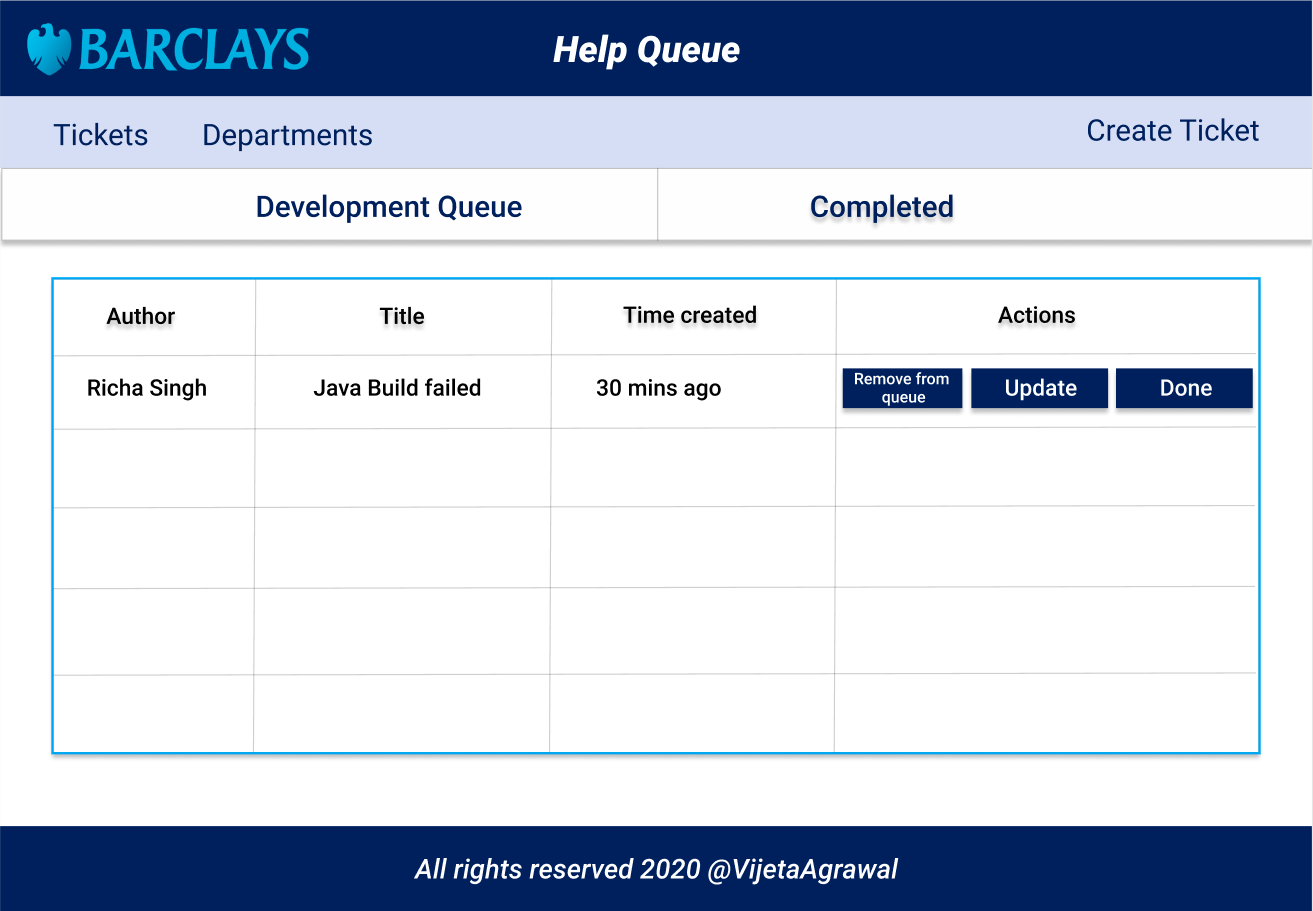 BARCLAYS
Help Queue
Tickets Departments Create Ticket
Development Queue Completed
Author Title Time created Actions
Richa Singh Java Build failed 30 mins ago Remove from queue Update Done
All rights reserved 2020 @VijetaAgrawal